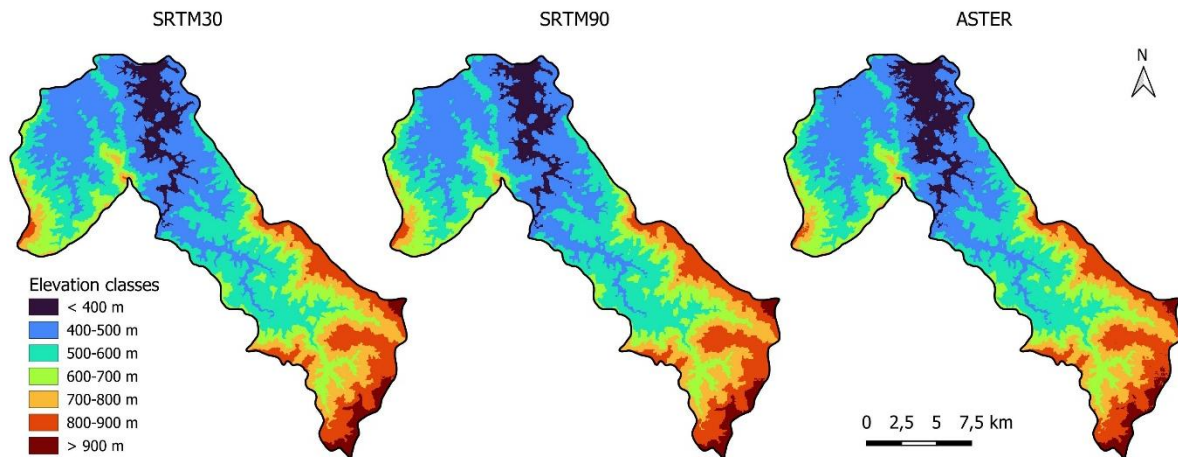 SRTM30
SRTM90
ASTER
N
Elevation classes
< 400 m
400-500 m
500-600 m
600-700 m
700-800 m
800-900 m
> 900 m
0 2,5 5 7,5 km